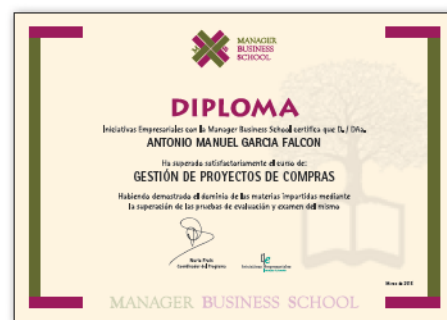 MANAGER
BUSINESS
SCHOOL
DIPLOMA
Iniciativas Empresariales con la Manager Business School certifica que D. / Dña.
ANTONIO MANUEL GARCIA FALCON
Ha superado satisfactoriamente el curso de:
GESTIÓN DE PROYECTOS DE COMPRAS
Habiendo demostrado el dominio de las materias impartidas mediante
la superación de las pruebas de evaluación y examen del mismo
Coordinador del Programa
Iniciativas Empresariales
MANAGER BUSINESS SCHOOL